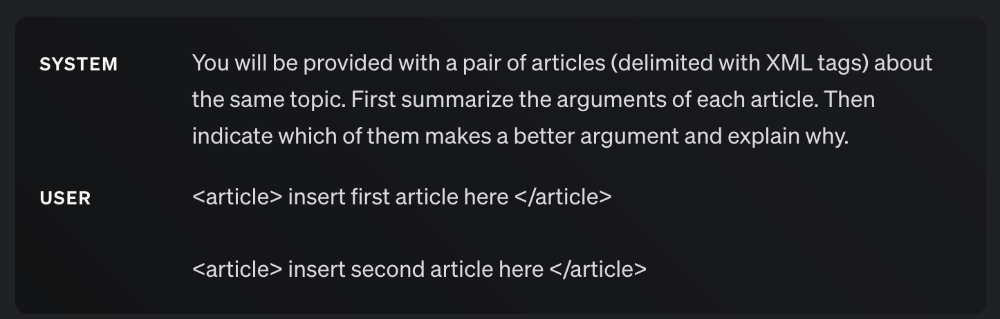 SYSTEM
You will be provided with a pair of articles (delimited with XML tags) about
the same topic. First summarize the arguments of each article. Then
indicate which of them makes a better argument and explain why.
USER
<article> insert first article here </article>
<article> insert second article here </article>